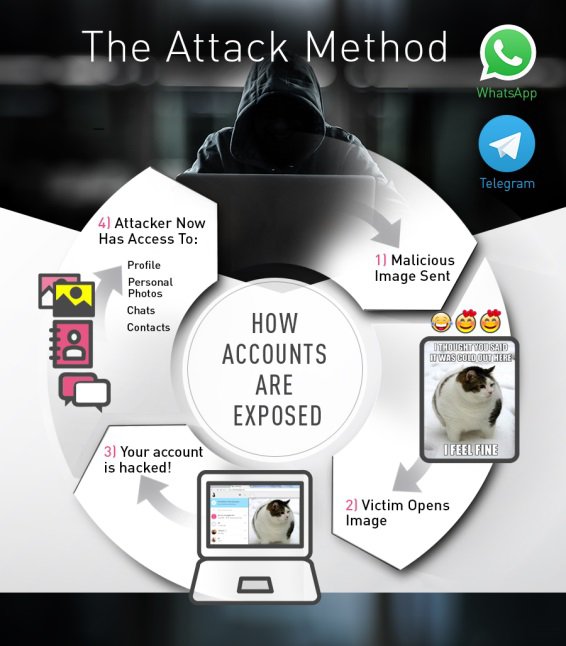 The Attack Method
WhatsApp
Telegram
1) Malicious
Image Sent
I THOUGHT YOU SAID
IT WAS COLD OUT HERE
I FEEL FINE
2) Victim Opens
Image
3) Your account
is hacked!
4) Attacker Now
Has Access To:
Profile
Personal
Photos
Chats
Contacts
HOW
ACCOUNTS
ARE
EXPOSED